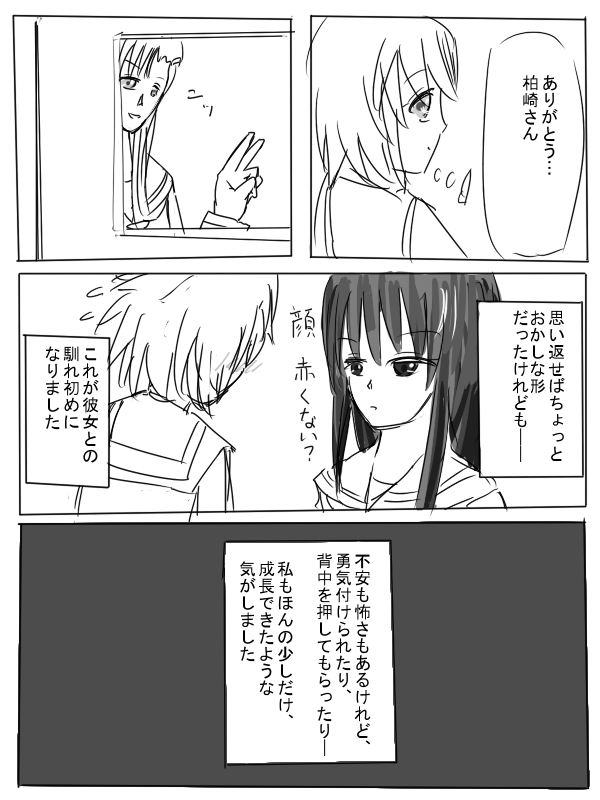 ありがとう…
柏崎さん
ニッ
思い返せばちょっと
おかしな形
だったけれども――
顔
赤くない？
これが彼女との
馴れ初めに
なりました
不安も怖さもあるけれど、
勇気付けられたり、
背中を押してもらったり―
私もほんの少しだけ、
成長できたような
気がしました